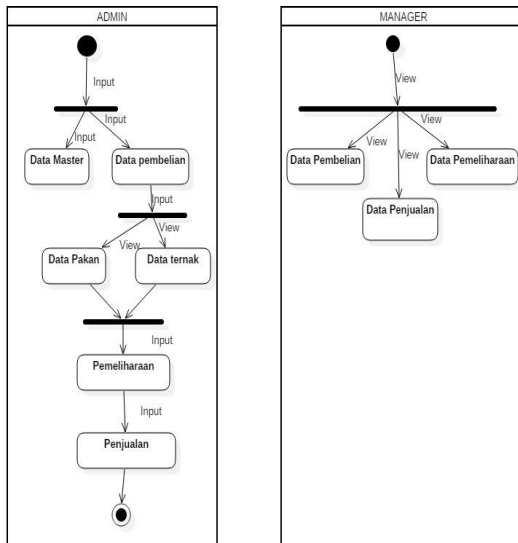 ADMIN
Input
Input
Input
Data Master
Data pembelian
Input
View
View
Data Pakan
Data ternak
Input
Pemeliharaan
Input
Penjualan
MANAGER
View
View
View
View
Data Pembelian
Data Pemeliharaan
Data Penjualan